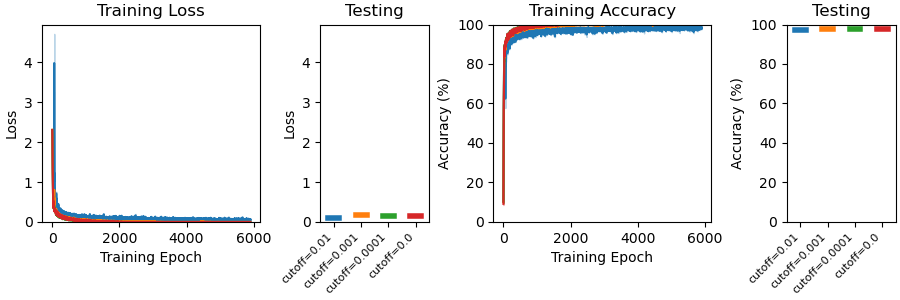 Training Loss
Loss
0
1
2
3
4
0
2000
4000
6000
Training Epoch
Testing
Loss
0
1
2
3
4
cutoff=0.01
cutoff=0.001
cutoff=0.0001
cutoff=0.0
Training Accuracy
Accuracy (%)
0
20
40
60
80
100
0
2000
4000
6000
Training Epoch
Testing
Accuracy (%)
0
20
40
60
80
100
cutoff=0.01
cutoff=0.001
cutoff=0.0001
cutoff=0.0